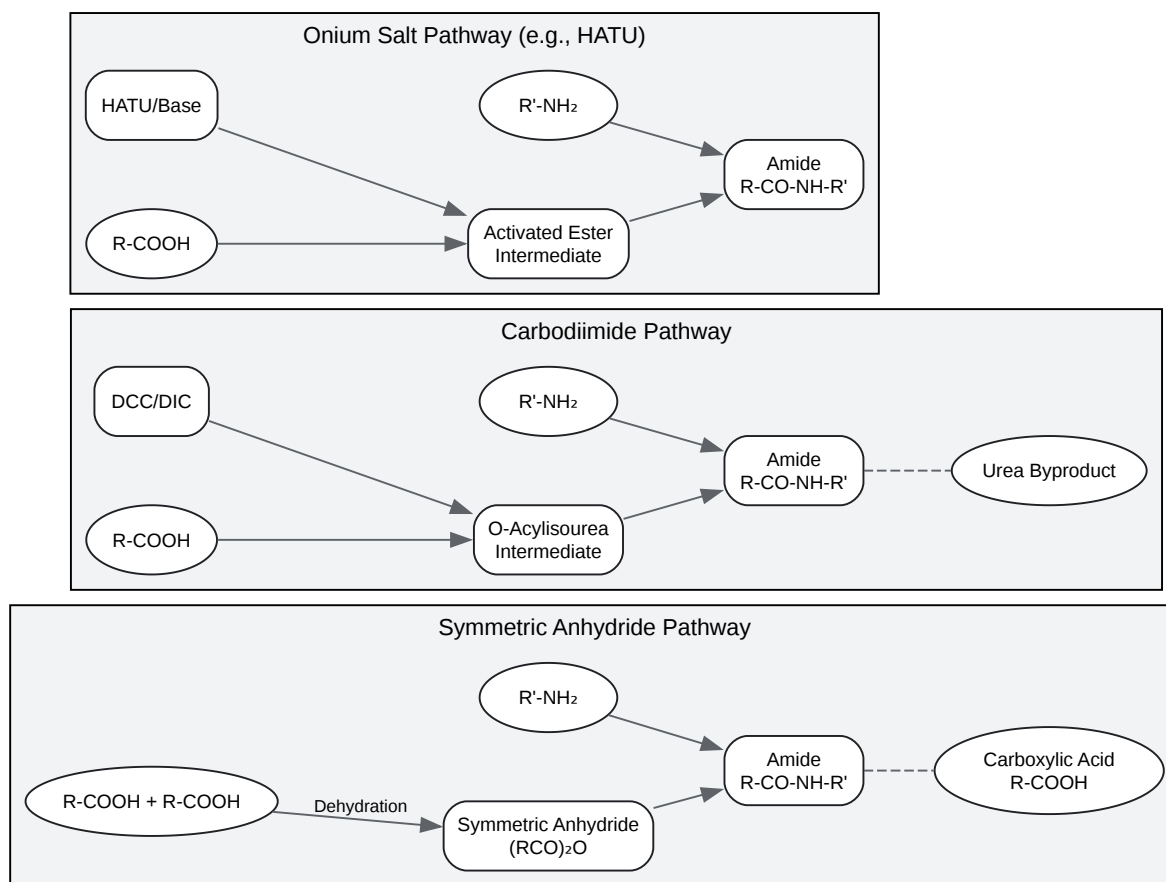 Onium Salt Pathway (e.g., HATU)
HATU/Base
R'-NH₂
Amide
R-CO-NH-R'
R-COOH
Activated Ester
Intermediate
Carbodiimide Pathway
DCC/DIC
R'-NH₂
Amide
R-CO-NH-R'
Urea Byproduct
R-COOH
O-Acylisourea
Intermediate
Symmetric Anhydride Pathway
R'-NH₂
Amide
R-CO-NH-R'
Carboxylic Acid
R-COOH
R-COOH + R-COOH
Dehydration
Symmetric Anhydride
(RCO)₂O